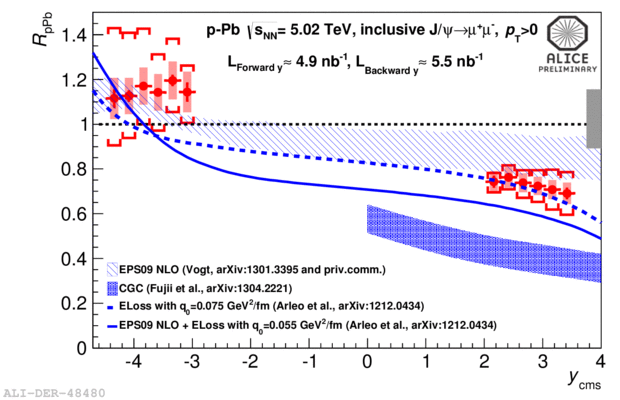 p-Pb √sNN= 5.02 TeV, inclusive J/ψ→μ+μ-, pT>0
LForward y≈ 4.9 nb-1, LBackward y≈ 5.5 nb-1
ALICE
PRELIMINARY
RpPb
1.4
1.2
1
0.8
0.6
0.4
0.2
0
EPS09 NLO (Vogt, arXiv:1301.3395 and priv.comm.)
CGC (Fujii et al., arXiv:1304.2221)
ELoss with q0=0.075 GeV2/fm (Arleo et al., arXiv:1212.0434)
EPS09 NLO + ELoss with q0=0.055 GeV2/fm (Arleo et al., arXiv:1212.0434)
-4 -3 -2 -1 0 1 2 3 4
ycms
ALI-DER-48480